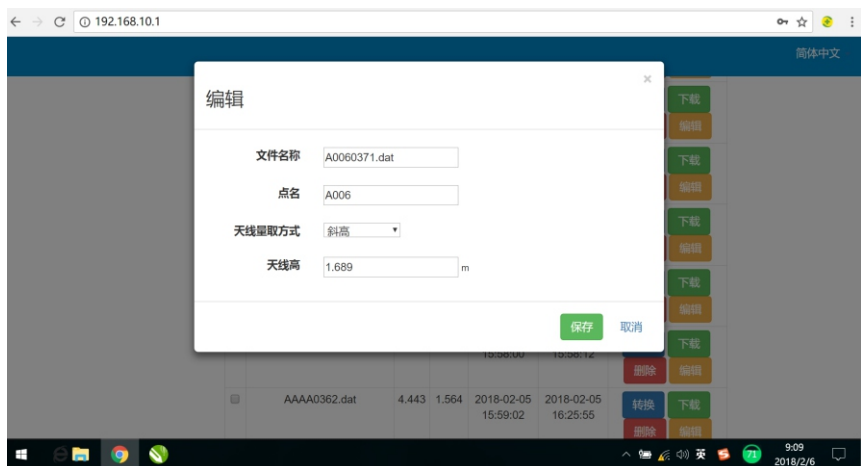 192.168.10.1
简体中文
编辑
×
文件名称 A0060371.dat
点名 A006
天线量取方式 斜高
天线高 1.689 m
保存 取消
下载
编辑
下载
编辑
下载
编辑
下载
编辑
下载
15:58:00 15:58:12
删除 编辑
AAAA0362.dat 4.443 1.564 2018-02-05 2018-02-05 转换 下载
15:59:02 16:25:55
删除 编辑
英 71 9:09
2018/2/6